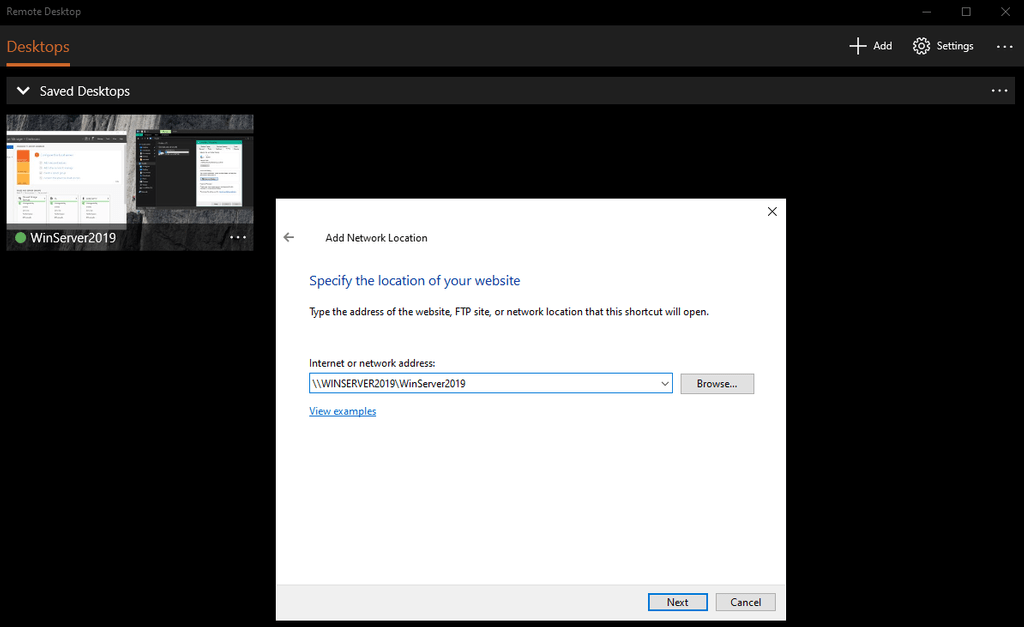 Remote Desktop
Desktops
Add
Settings
Saved Desktops
WinServer2019
Add Network Location
Specify the location of your website
Type the address of the website, FTP site, or network location that this shortcut will open.
Internet or network address:
\\WINSERVER2019\WinServer2019
Browse...
View examples
Next
Cancel